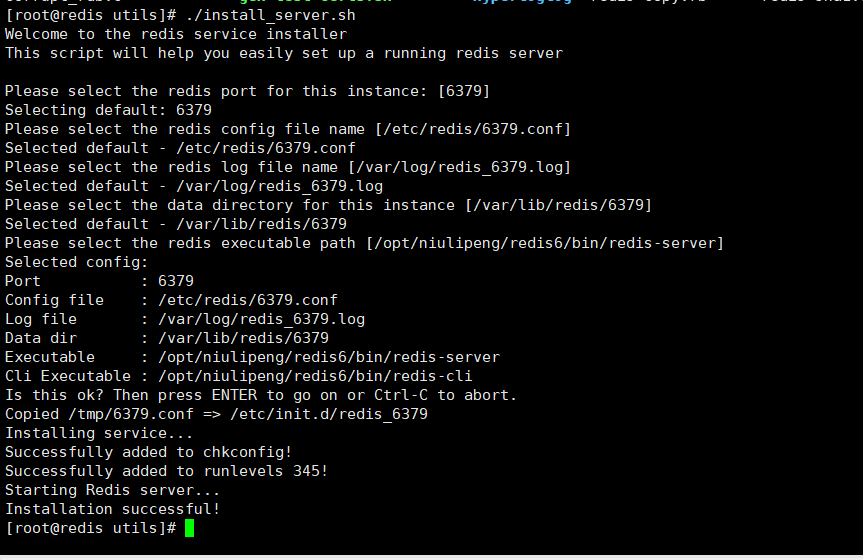 [root@redis utils]# ./install_server.sh
Welcome to the redis service installer
This script will help you easily set up a running redis server
Please select the redis port for this instance: [6379]
Selecting default: 6379
Please select the redis config file name [/etc/redis/6379.conf]
Selected default - /etc/redis/6379.conf
Please select the redis log file name [/var/log/redis_6379.log]
Selected default - /var/log/redis_6379.log
Please select the data directory for this instance [/var/lib/redis/6379]
Selected default - /var/lib/redis/6379
Please select the redis executable path [/opt/niulipeng/redis6/bin/redis-server]
Selected config:
Port           : 6379
Config file    : /etc/redis/6379.conf
Log file       : /var/log/redis_6379.log
Data dir       : /var/lib/redis/6379
Executable     : /opt/niulipeng/redis6/bin/redis-server
Cli Executable : /opt/niulipeng/redis6/bin/redis-cli
Is this ok? Then press ENTER to go on or Ctrl-C to abort.
Copied /tmp/6379.conf => /etc/init.d/redis_6379
Installing service...
Successfully added to chkconfig!
Successfully added to runlevels 345!
Starting Redis server...
Installation successful!
[root@redis utils]#